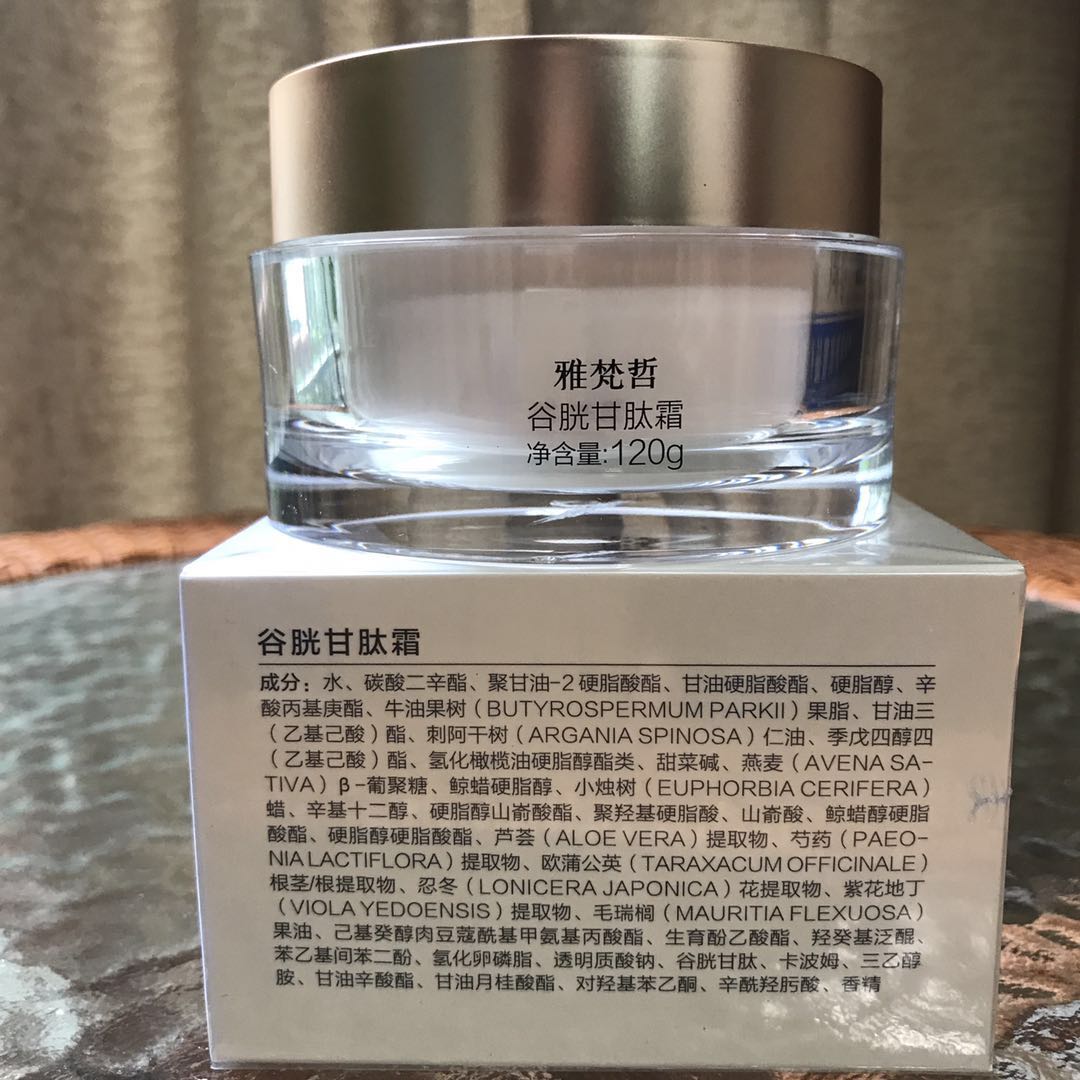 雅梵哲
谷胱甘肽霜
净含量:120g
谷胱甘肽霜
成分：水、碳酸二辛酯、聚甘油-2硬脂酸酯、甘油硬脂酸酯、硬脂醇、辛
酸丙基庚酯、牛油果树（BUTYROSPERMUM PARKII）果脂、甘油三
（乙基己酸）酯、刺阿干树（ARGANIA SPINOSA）仁油、季戊四醇四
（乙基己酸）酯、氢化橄榄油硬脂醇酯类、甜菜碱、燕麦（AVENA SA-
TIVA）β-葡聚糖、鲸蜡硬脂醇、小烛树（EUPHORBIA CERIFERA）
蜡、辛基十二醇、硬脂醇山嵛酸酯、聚羟基硬脂酸、山嵛酸、鲸蜡醇硬脂
酸酯、硬脂醇硬脂酸酯、芦荟（ALOE VERA）提取物、芍药（PAEO-
NIA LACTIFLORA）提取物、欧蒲公英（TARAXACUM OFFICINALE）
根茎/根提取物、忍冬（LONICERA JAPONICA）花提取物、紫花地丁
（VIOLA YEDOENSIS）提取物、毛瑞榈（MAURITIA FLEXUOSA）
果油、己基癸醇肉豆蔻酰基甲氨基丙酸酯、生育酚乙酸酯、羟癸基泛醌、
苯乙基间苯二酚、氢化卵磷脂、透明质酸钠、谷胱甘肽、卡波姆、三乙醇
胺、甘油辛酸酯、甘油月桂酸酯、对羟基苯乙酮、辛酰羟肟酸、香精